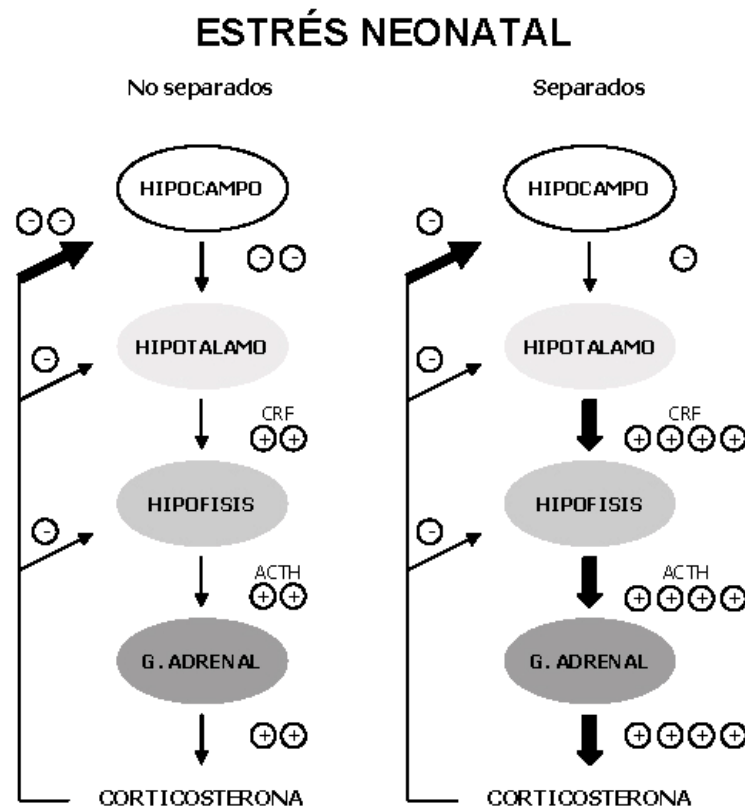 ESTRÉS NEONATAL
No separados
HIPOCAMPO
- -
- -
HIPOTALAMO
-
CRF
+ +
HIPOFISIS
-
ACTH
+ +
G.ADRENAL
+ +
CORTICOSTERONA
Separados
HIPOCAMPO
-
-
HIPOTALAMO
-
CRF
+ + + +
HIPOFISIS
-
ACTH
+ + + +
G.ADRENAL
+ + + +
CORTICOSTERONA